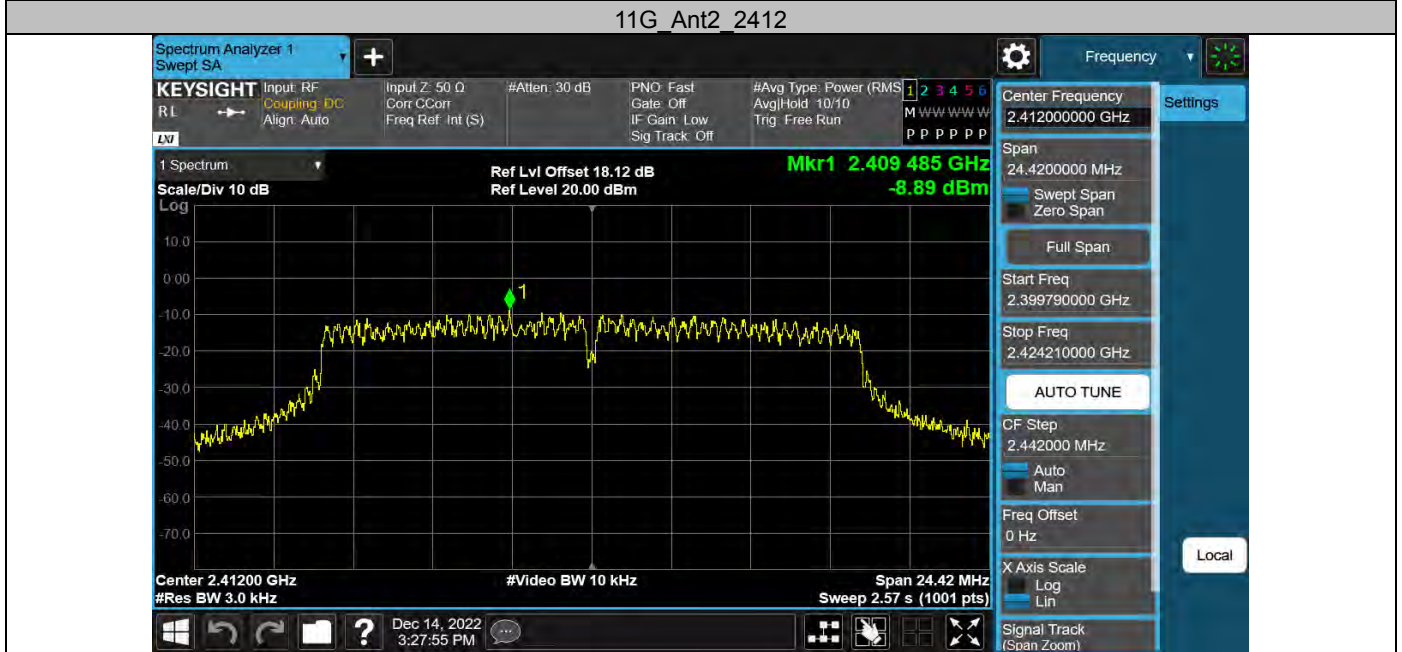 11G_Ant2_2412
Spectrum Analyzer 1
Swept SA
Frequency
KEYSIGHT
RL
LXI
Input: RF
Coupling: DC
Align: Auto
Input Z: 50 Ω
Corr CCorr
Freq Ref: Int (S)
#Atten: 30 dB
PNO: Fast
Gate: Off
IF Gain: Low
Sig Track: Off
#Avg Type: Power (RMS
Avg|Hold: 10/10
Trig: Free Run
1 2 3 4 5 6
M W W W W W
P P P P P P
Settings
1 Spectrum
Scale/Div 10 dB
Log
Ref Lvl Offset 18.12 dB
Ref Level 20.00 dBm
Mkr1 2.409 485 GHz
-8.89 dBm
10.0
0.00
-10.0
-20.0
-30.0
-40.0
-50.0
-60.0
-70.0
1
Center 2.41200 GHz
#Res BW 3.0 kHz
#Video BW 10 kHz
Span 24.42 MHz
Sweep 2.57 s (1001 pts)
Center Frequency
2.412000000 GHz
Span
24.4200000 MHz
Swept Span
Zero Span
Full Span
Start Freq
2.399790000 GHz
Stop Freq
2.424210000 GHz
AUTO TUNE
CF Step
2.442000 MHz
Auto
Man
Freq Offset
0 Hz
X Axis Scale
Log
Lin
Signal Track
(Span Zoom)
Local
?
Dec 14, 2022
3:27:55 PM